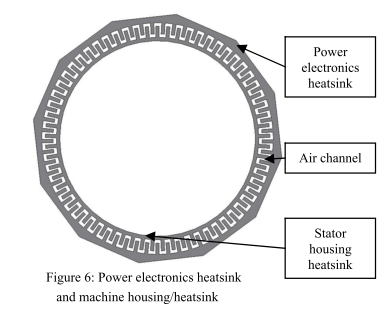 Power
electronics
heatsink
Air channel
Stator
housing
heatsink
Figure 6: Power electronics heatsink
and machine housing/heatsink